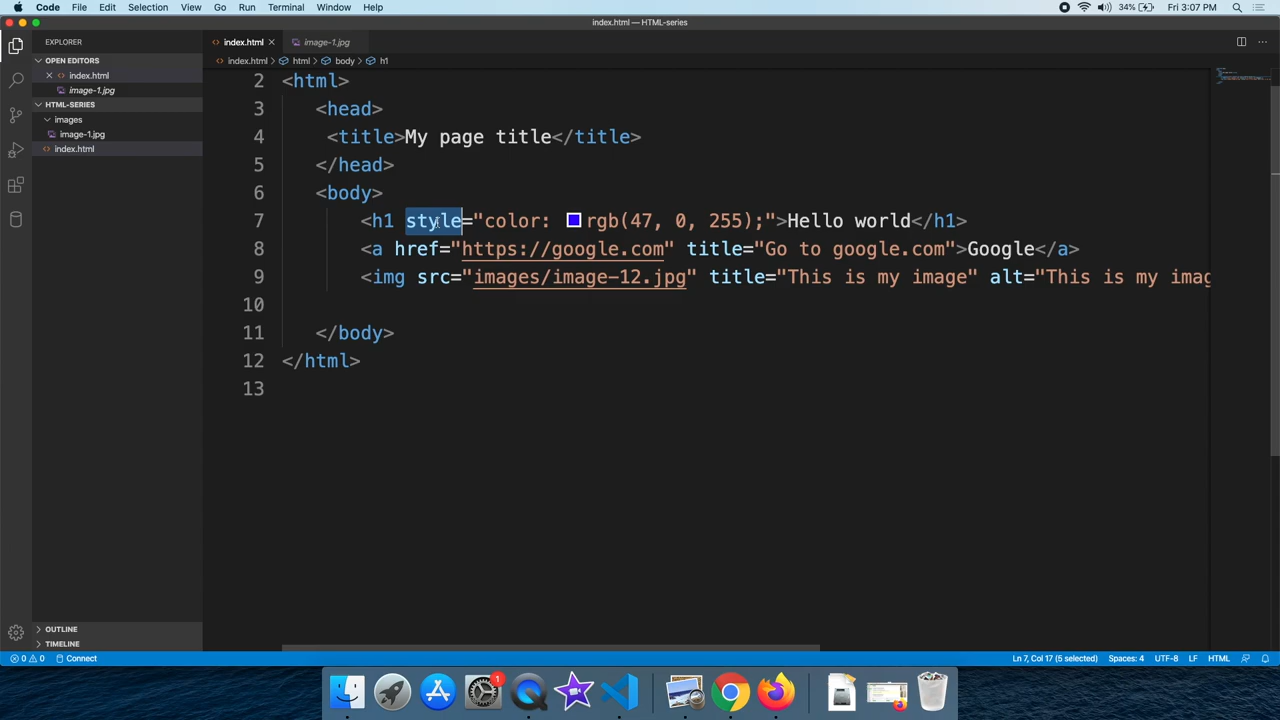 Code File Edit Selection View Go Run Terminal Window Help 34% Fri 3:07 PM
index.html — HTML-series
EXPLORER
OPEN EDITORS
index.html
image-1.jpg
HTML-SERIES
images
image-1.jpg
index.html
OUTLINE
TIMELINE
index.html image-1.jpg
index.html › html › body › h1
2 <html>
3 <head>
4 <title>My page title</title>
5 </head>
6 <body>
7 <h1 style="color: rgb(47, 0, 255);">Hello world</h1>
8 <a href="https://google.com" title="Go to google.com">Google</a>
9 <img src="images/image-12.jpg" title="This is my image" alt="This is my imag
10
11 </body>
12 </html>
13
0 0 Connect Ln 7, Col 17 (5 selected) Spaces: 4 UTF-8 LF HTML
1